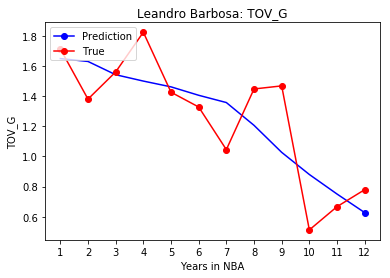 Leandro Barbosa: TOV_G
Prediction
True
1.8
1.6
1.4
1.2
1.0
0.8
0.6
TOV_G
1 2 3 4 5 6 7 8 9 10 11 12
Years in NBA